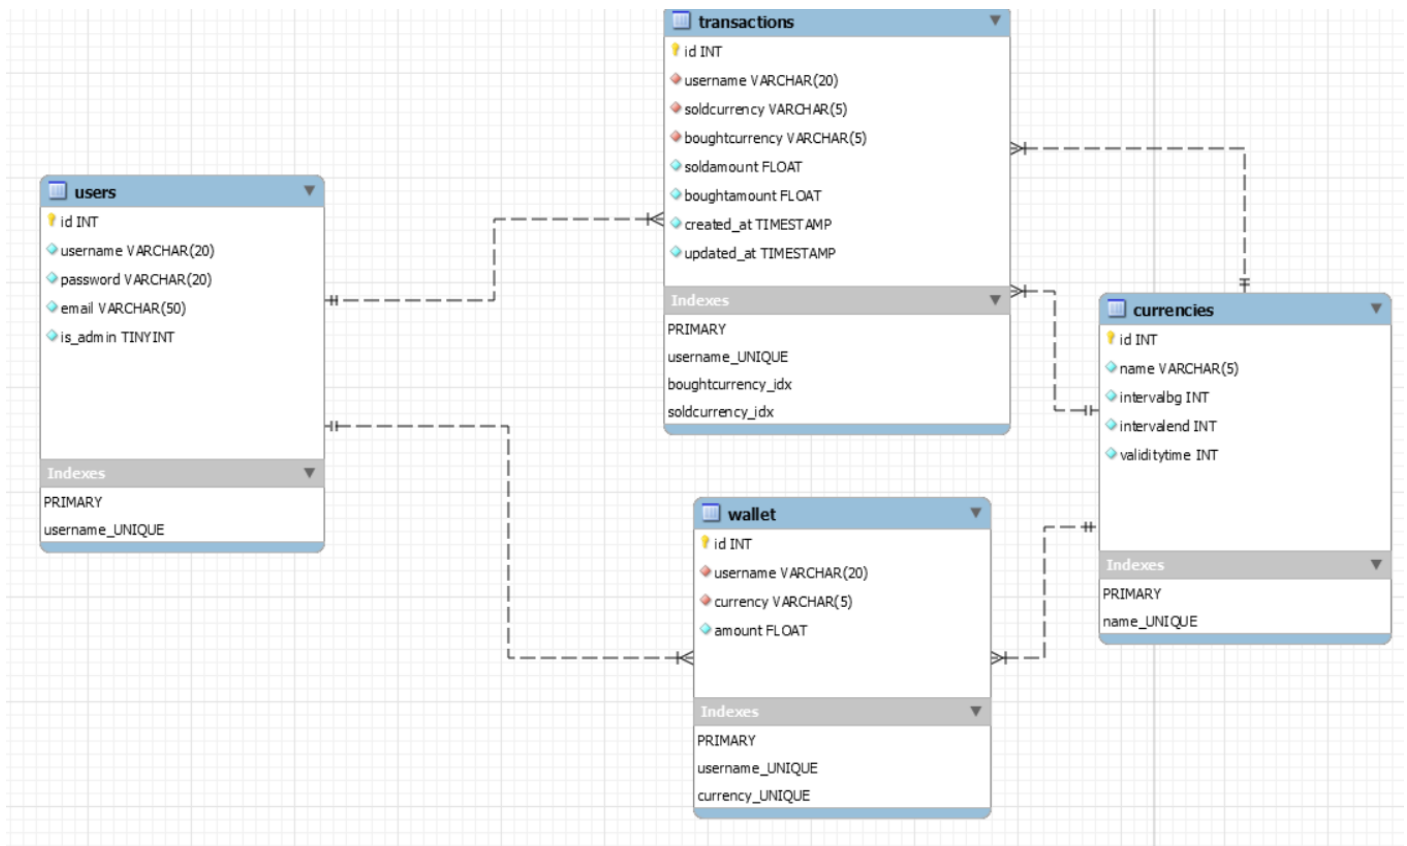 transactions
id INT
username VARCHAR(20)
soldcurrency VARCHAR(5)
boughtcurrency VARCHAR(5)
soldamount FLOAT
boughtamount FLOAT
created_at TIMESTAMP
updated_at TIMESTAMP
Indexes
PRIMARY
username_UNIQUE
boughtcurrency_idx
soldcurrency_idx
users
id INT
username VARCHAR(20)
password VARCHAR(20)
email VARCHAR(50)
is_admin TINYINT
Indexes
PRIMARY
username_UNIQUE
currencies
id INT
name VARCHAR(5)
intervalbg INT
intervalend INT
validitytime INT
Indexes
PRIMARY
name_UNIQUE
wallet
id INT
username VARCHAR(20)
currency VARCHAR(5)
amount FLOAT
Indexes
PRIMARY
username_UNIQUE
currency_UNIQUE